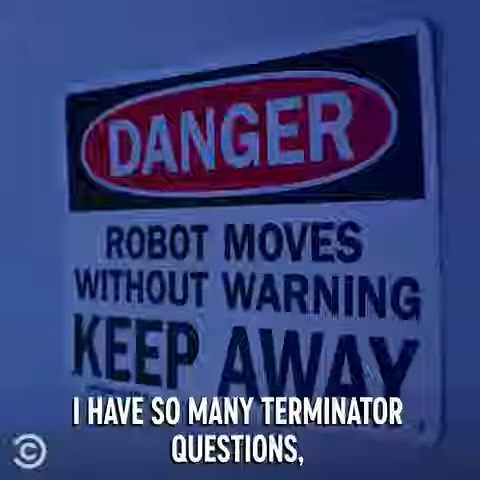 DANGER
ROBOT MOVES
WITHOUT WARNING
KEEP AWAY
I HAVE SO MANY TERMINATOR
QUESTIONS,